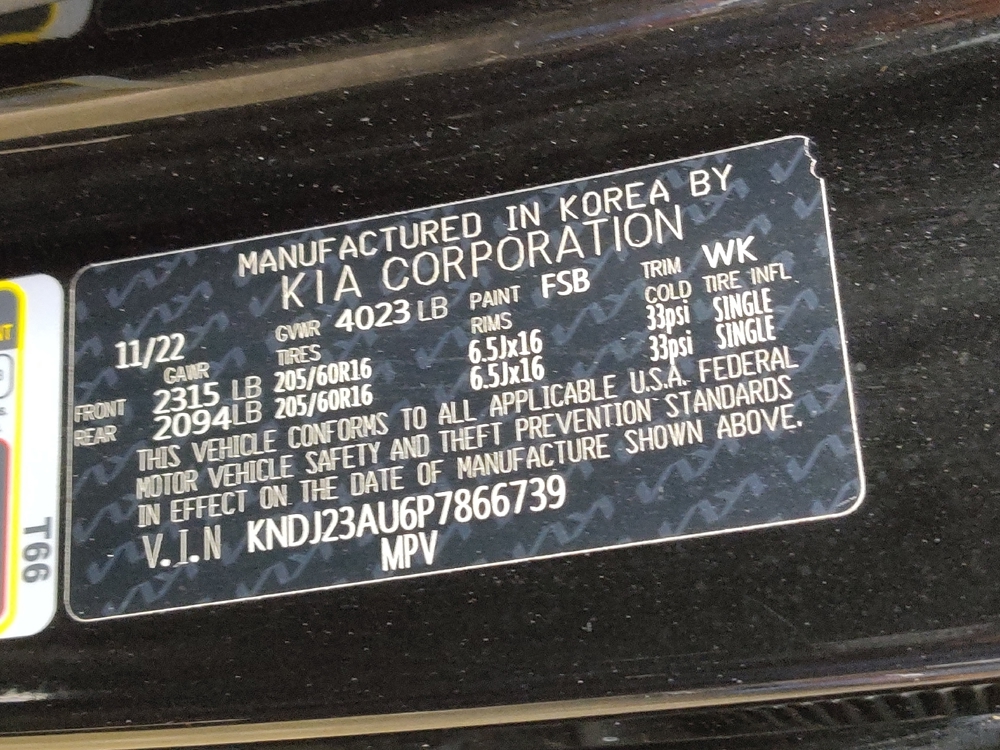 MANUFACTURED IN KOREA BY
KIA CORPORATION
11/22 GVWR 4023 LB PAINT FSB TRIM WK
GAWR TIRES RIMS COLD TIRE INFL
FRONT 2315 LB 205/60R16 6.5Jx16 33psi SINGLE
REAR 2094LB 205/60R16 6.5Jx16 33psi SINGLE
THIS VEHICLE CONFORMS TO ALL APPLICABLE U.S.A. FEDERAL
MOTOR VEHICLE SAFETY AND THEFT PREVENTION STANDARDS
IN EFFECT ON THE DATE OF MANUFACTURE SHOWN ABOVE.
V.I.N KNDJ23AU6P7866739
MPV
T66